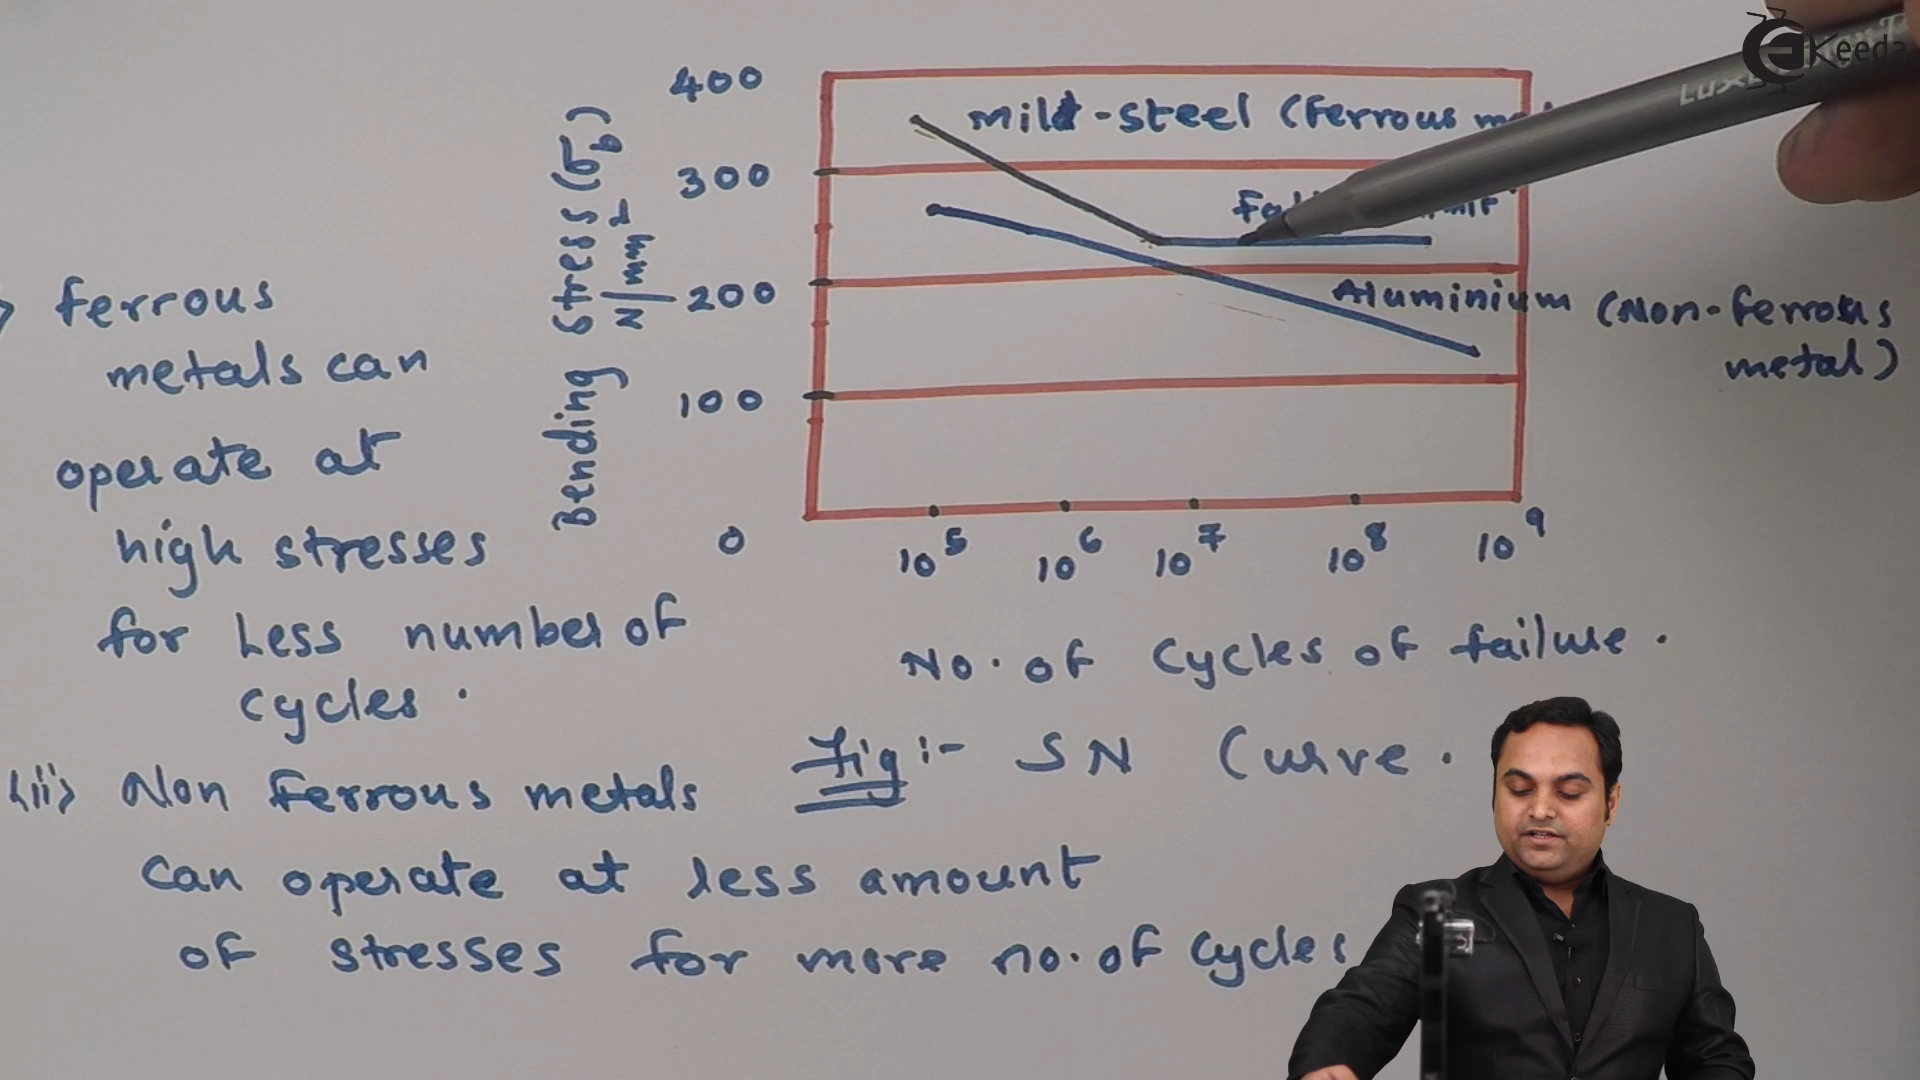 Keeda
Lux
400
Mild-steel (Ferrous
300
Bending Stress (σb)
N/mm²
200
Aluminium (Non-Ferrous
metal)
100
0
10⁵ 10⁶ 10⁷ 10⁸ 10⁹
No. of Cycles of failure.
Fig:- SN Curve.
ferrous
metals can
operate at
high stresses
for Less number of
cycles.
(ii) Non Ferrous metals
can operate at less amount
of stresses for more no. of cycles